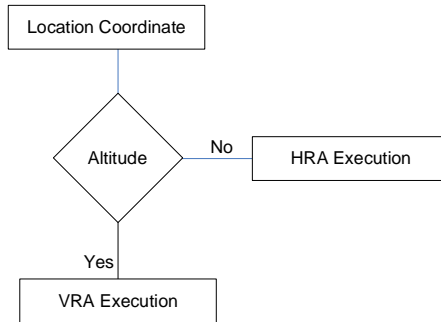 Location Coordinate
Altitude
No
HRA Execution
Yes
VRA Execution